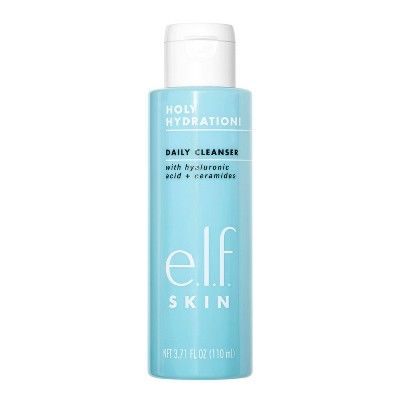 HOLY
HYDRATION!
DAILY CLEANSER
with hyaluronic
acid + ceramides
e.l.f.
SKIN
NET 3.71 FL OZ (110 ml)